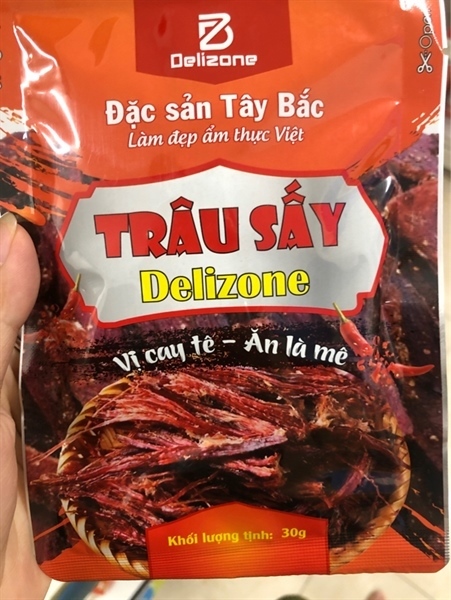 Delizone
Đặc sản Tây Bắc
Làm đẹp ẩm thực Việt
TRÂU SẤY
Delizone
Vị cay tê - Ăn là mê
Khối lượng tịnh: 30g